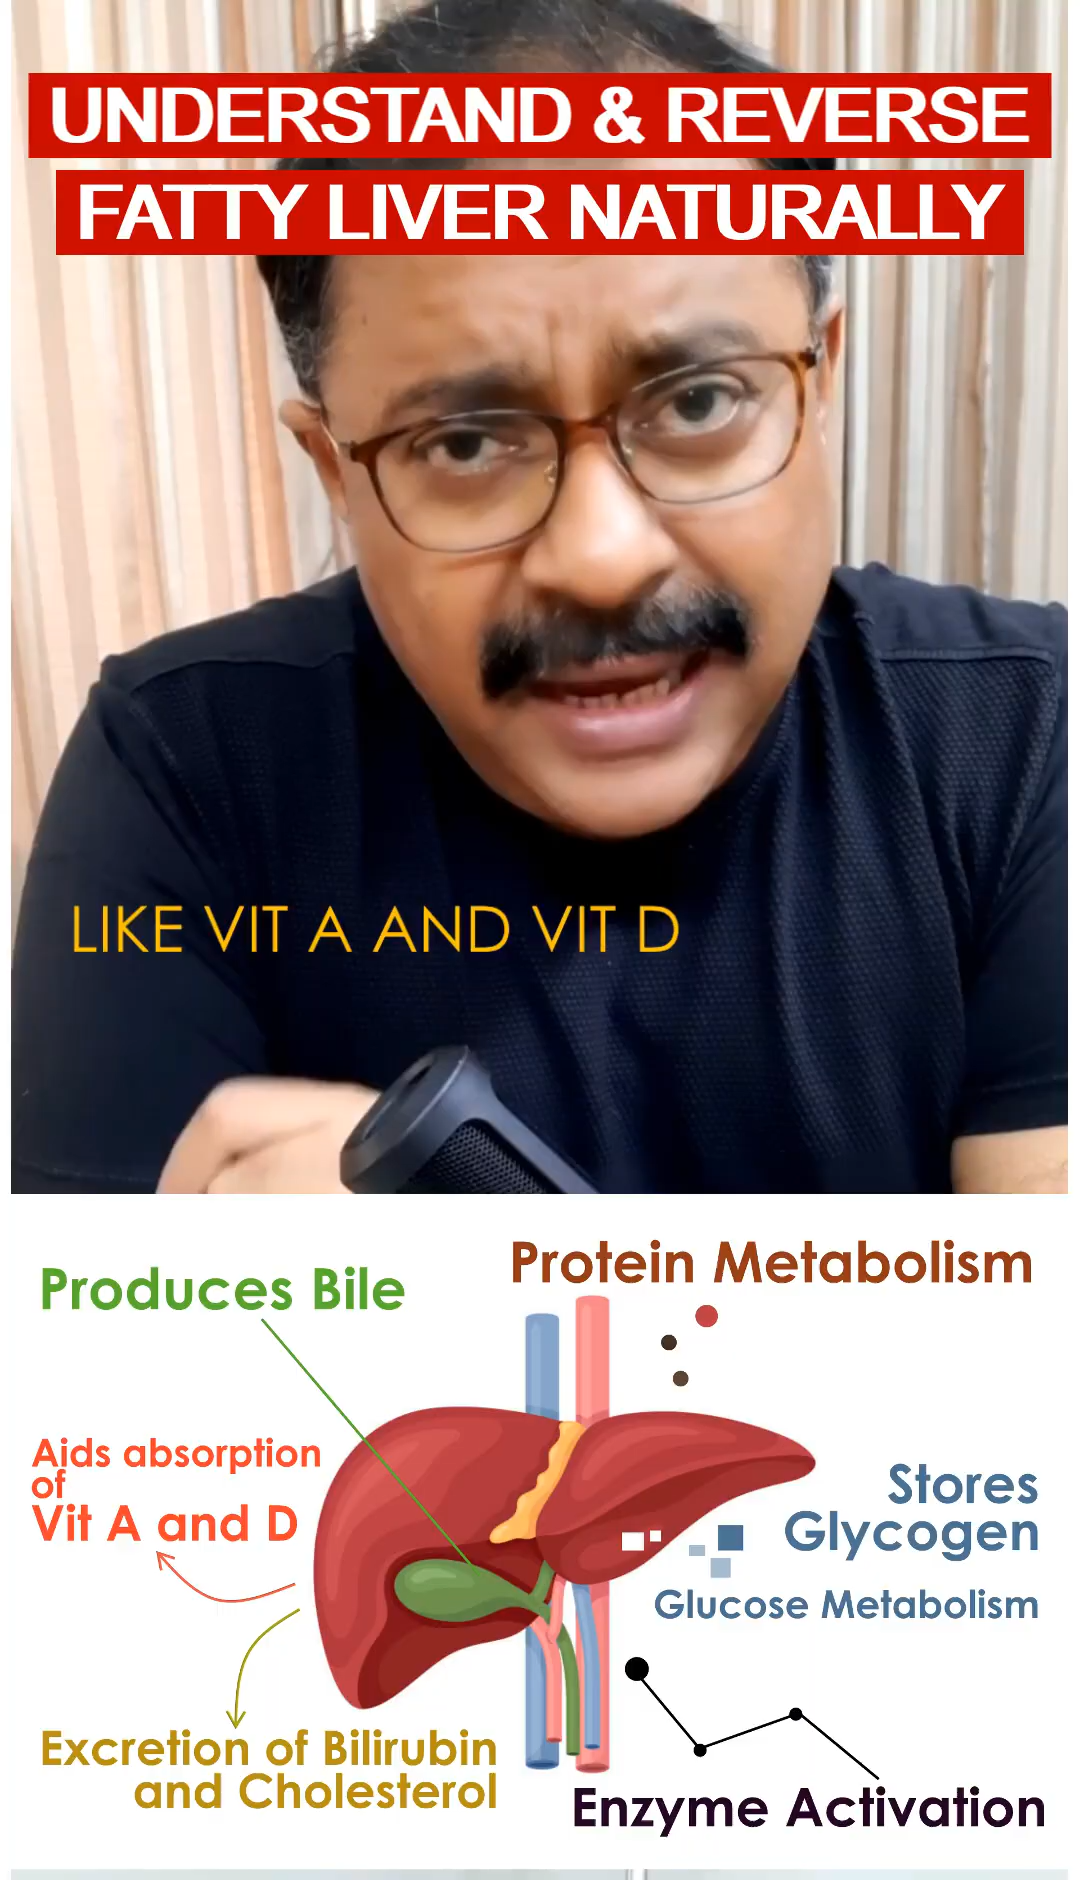 UNDERSTAND & REVERSE
FATTY LIVER NATURALLY
LIKE VIT A AND VIT D
Produces Bile
Protein Metabolism
Aids absorption
of
Vit A and D
Stores
Glycogen
Glucose Metabolism
Excretion of Bilirubin
and Cholesterol
Enzyme Activation